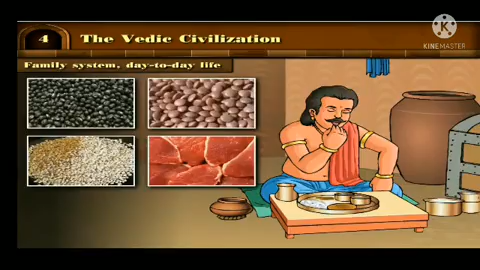 4 The Vedic Civilization
KINEMASTER
Family system, day-to-day life